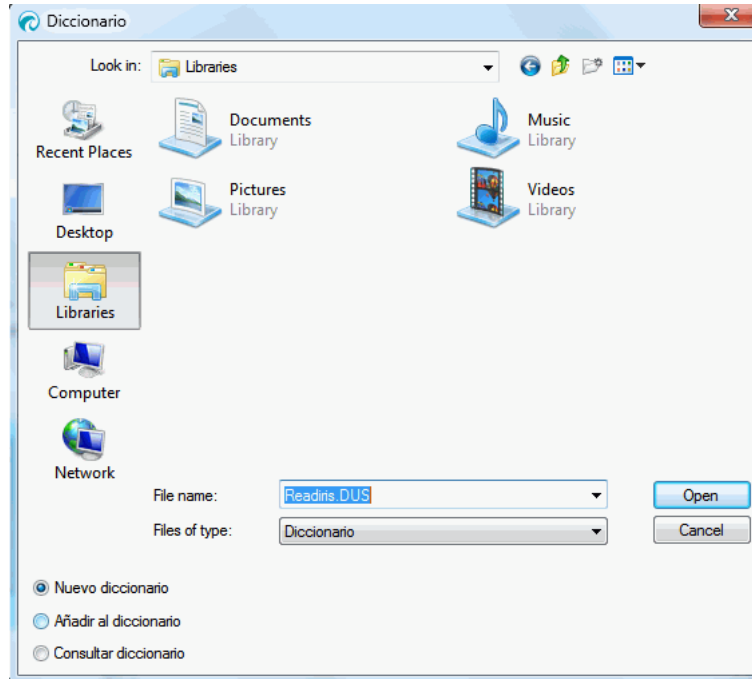 Diccionario
Look in: Libraries
Recent Places
Desktop
Libraries
Computer
Network
Documents
Library
Music
Library
Pictures
Library
Videos
Library
File name: Readiris.DUS Open
Files of type: Diccionario Cancel
Nuevo diccionario
Añadir al diccionario
Consultar diccionario